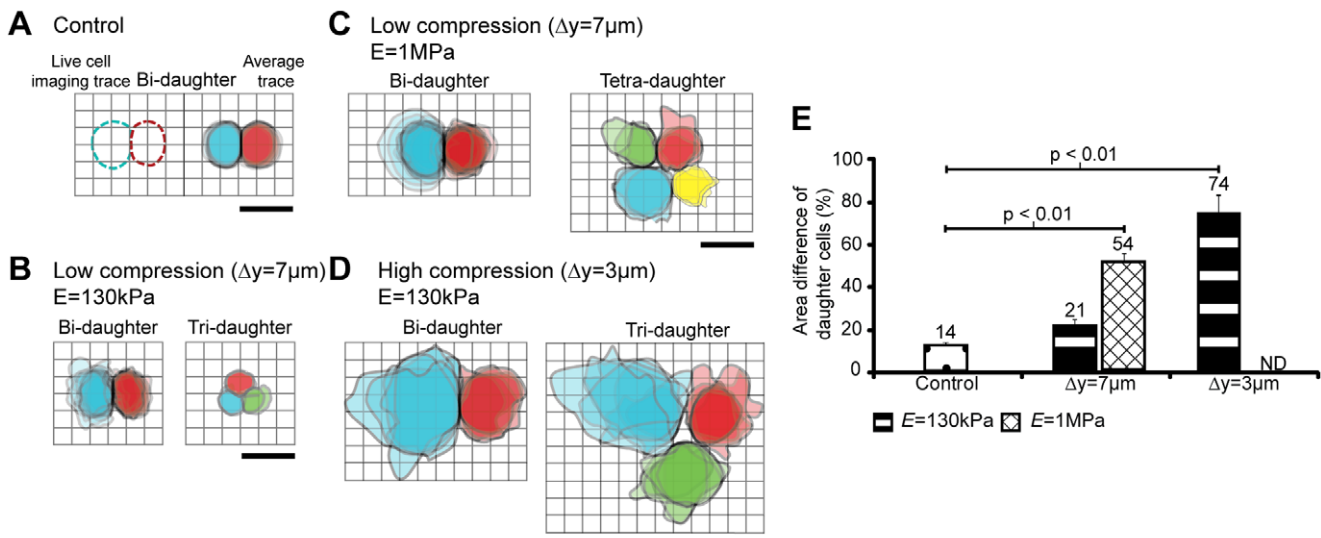 A Control
Live cell
imaging trace
Bi-daughter
Average
trace
B Low compression (Δy=7µm)
E=130kPa
Bi-daughter
Tri-daughter
C Low compression (Δy=7µm)
E=1MPa
Bi-daughter
Tetra-daughter
D High compression (Δy=3µm)
E=130kPa
Bi-daughter
Tri-daughter
E
Area difference of
daughter cells (%)
100
80
60
40
20
0
p < 0.01
p < 0.01
14
21
54
74
ND
Control
Δy=7µm
Δy=3µm
E=130kPa
E=1MPa